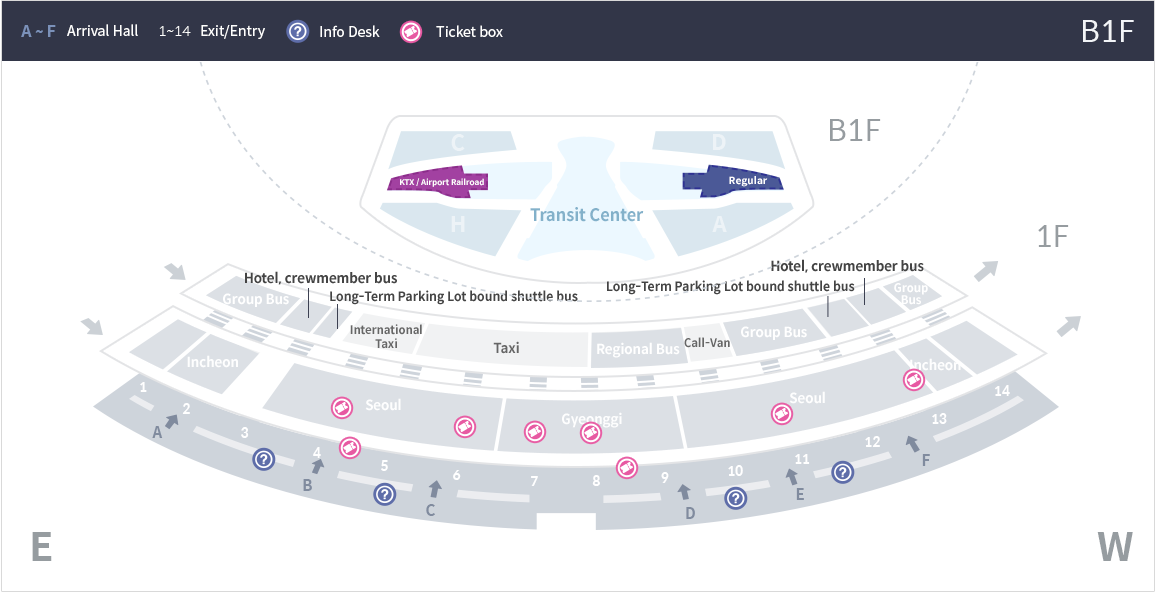 A ~ F Arrival Hall 1~14 Exit/Entry ? Info Desk Ticket box B1F
B1F
C D
KTX / Airport Railroad Regular
Transit Center
H A
1F
Hotel, crewmember bus
Hotel, crewmember bus
Long-Term Parking Lot bound shuttle bus
Long-Term Parking Lot bound shuttle bus
Group Bus
Group
Bus
International
Taxi
Taxi
Regional Bus
Call-Van
Group Bus
Incheon
Incheon
Seoul
Gyeonggi
Seoul
1 2 3 4 5 6 7 8 9 10 11 12 13 14
? ? ? ?
A B C D E F
E W